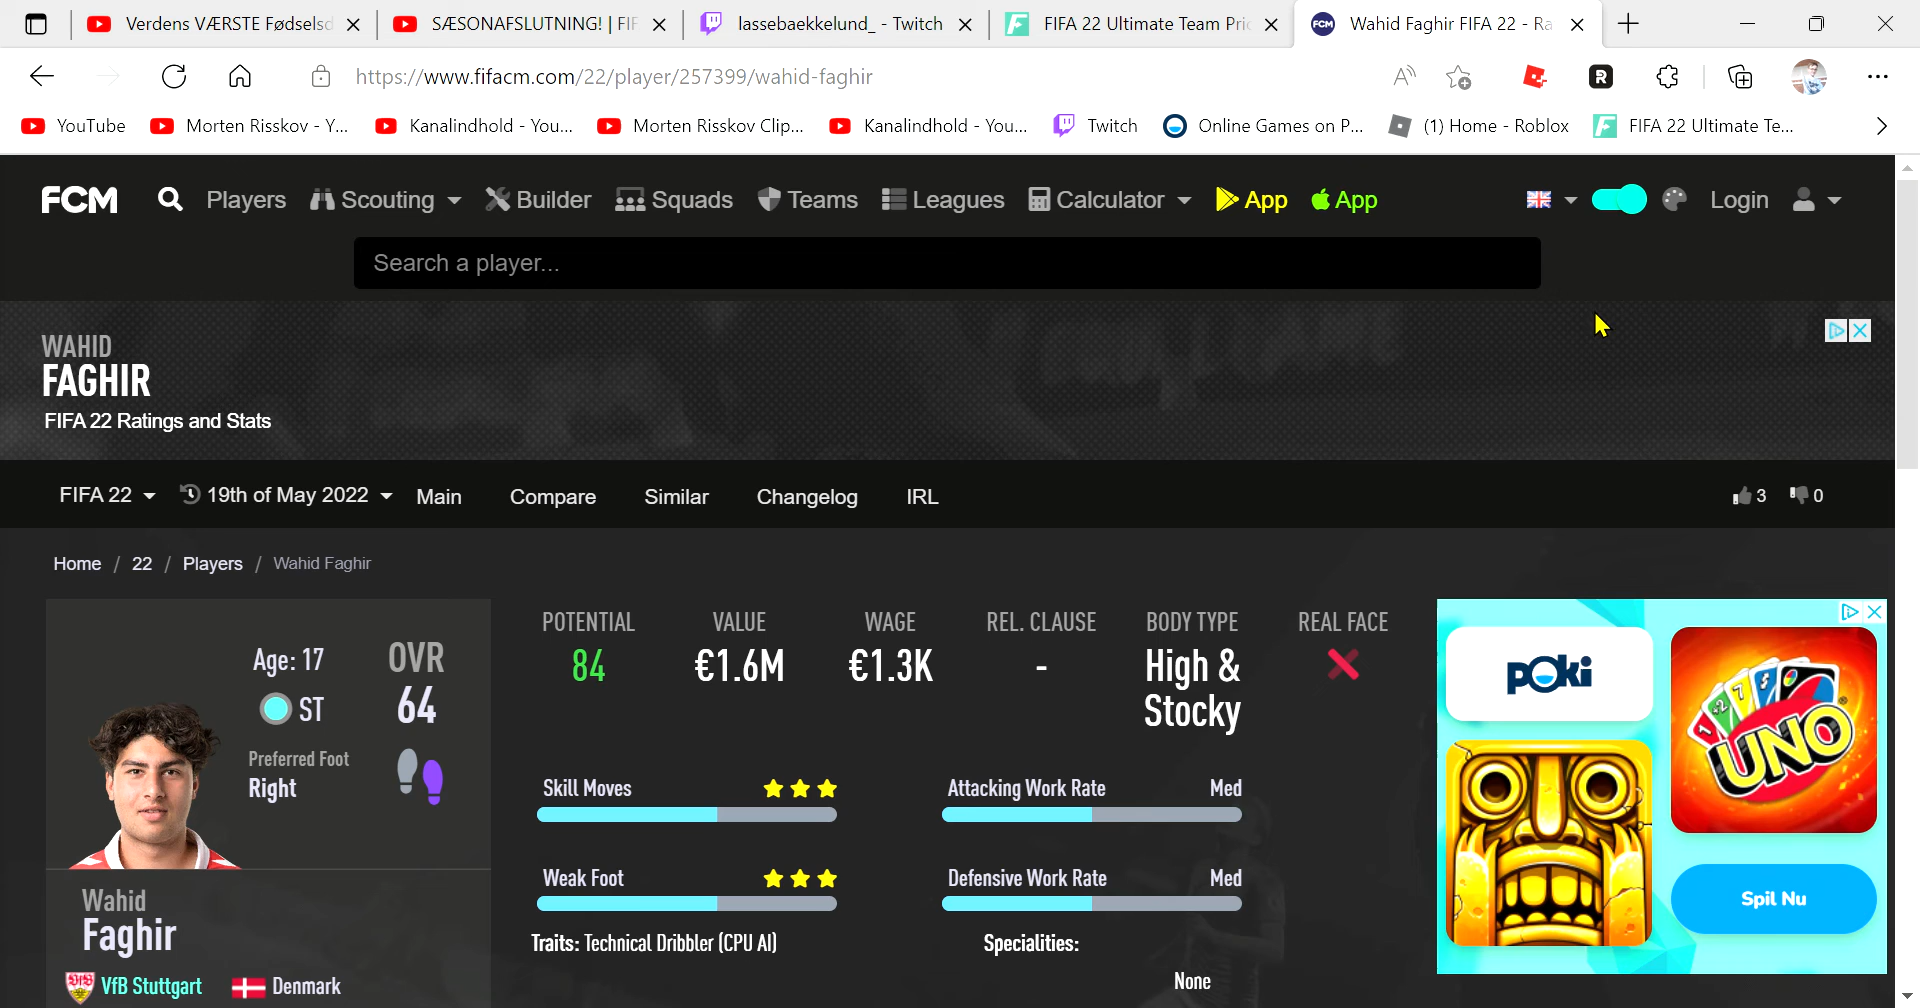 Verdens VÆRSTE Fødselsd
SÆSONAFSLUTNING! | FIF
lassebaekkelund_ - Twitch
FIFA 22 Ultimate Team Pric
Wahid Faghir FIFA 22 - Ra
https://www.fifacm.com/22/player/257399/wahid-faghir
YouTube
Morten Risskov - Y...
Kanalindhold - You...
Morten Risskov Clip...
Kanalindhold - You...
Twitch
Online Games on P...
(1) Home - Roblox
FIFA 22 Ultimate Te...
FCM Players Scouting Builder Squads Teams Leagues Calculator App App Login
Search a player...
WAHID
FAGHIR
FIFA 22 Ratings and Stats
FIFA 22 19th of May 2022 Main Compare Similar Changelog IRL 3 0
Home / 22 / Players / Wahid Faghir
Age: 17
ST
OVR
64
Preferred Foot
Right
Wahid
Faghir
VfB Stuttgart Denmark
POTENTIAL VALUE WAGE REL. CLAUSE BODY TYPE REAL FACE
84 €1.6M €1.3K - High &
Stocky
Skill Moves
Attacking Work Rate Med
Weak Foot
Defensive Work Rate Med
Traits: Technical Dribbler (CPU AI)
Specialities:
None
poki
UNO
Spil Nu